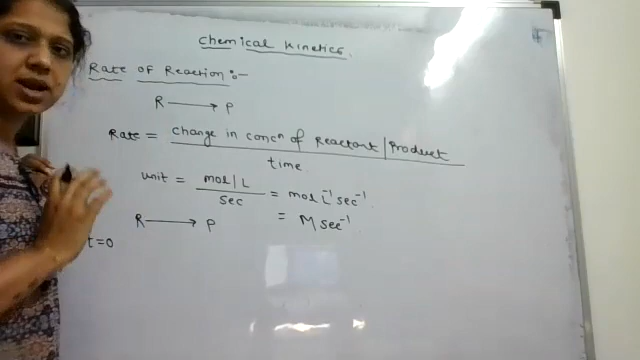 Chemical Kinetics.
Rate of Reaction:-
R ⟶ P
Rate = change in concⁿ of Reactant/Product
time
unit = mol/L
sec
= mol L⁻¹ sec⁻¹
R ⟶ P
= M sec⁻¹
t=0